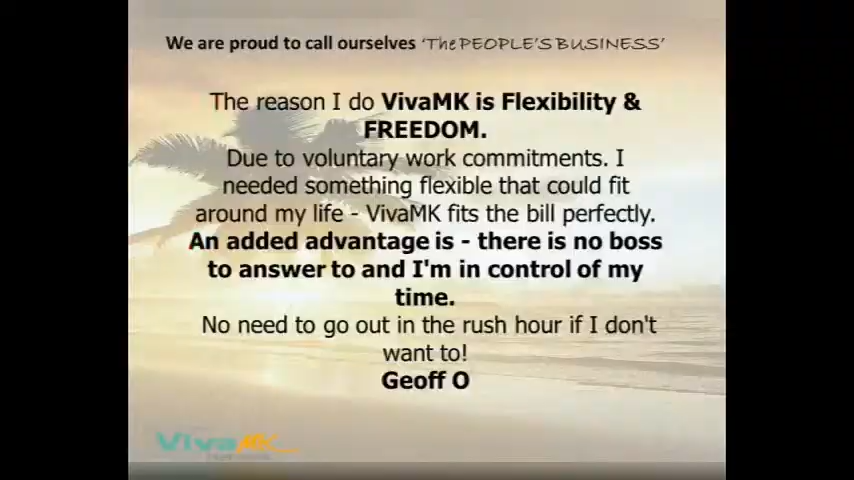 We are proud to call ourselves ‘The PEOPLE’S BUSINESS’
The reason I do VivaMK is Flexibility &
FREEDOM.
Due to voluntary work commitments. I
needed something flexible that could fit
around my life - VivaMK fits the bill perfectly.
An added advantage is - there is no boss
to answer to and I'm in control of my
time.
No need to go out in the rush hour if I don't
want to!
Geoff O
VivaMK